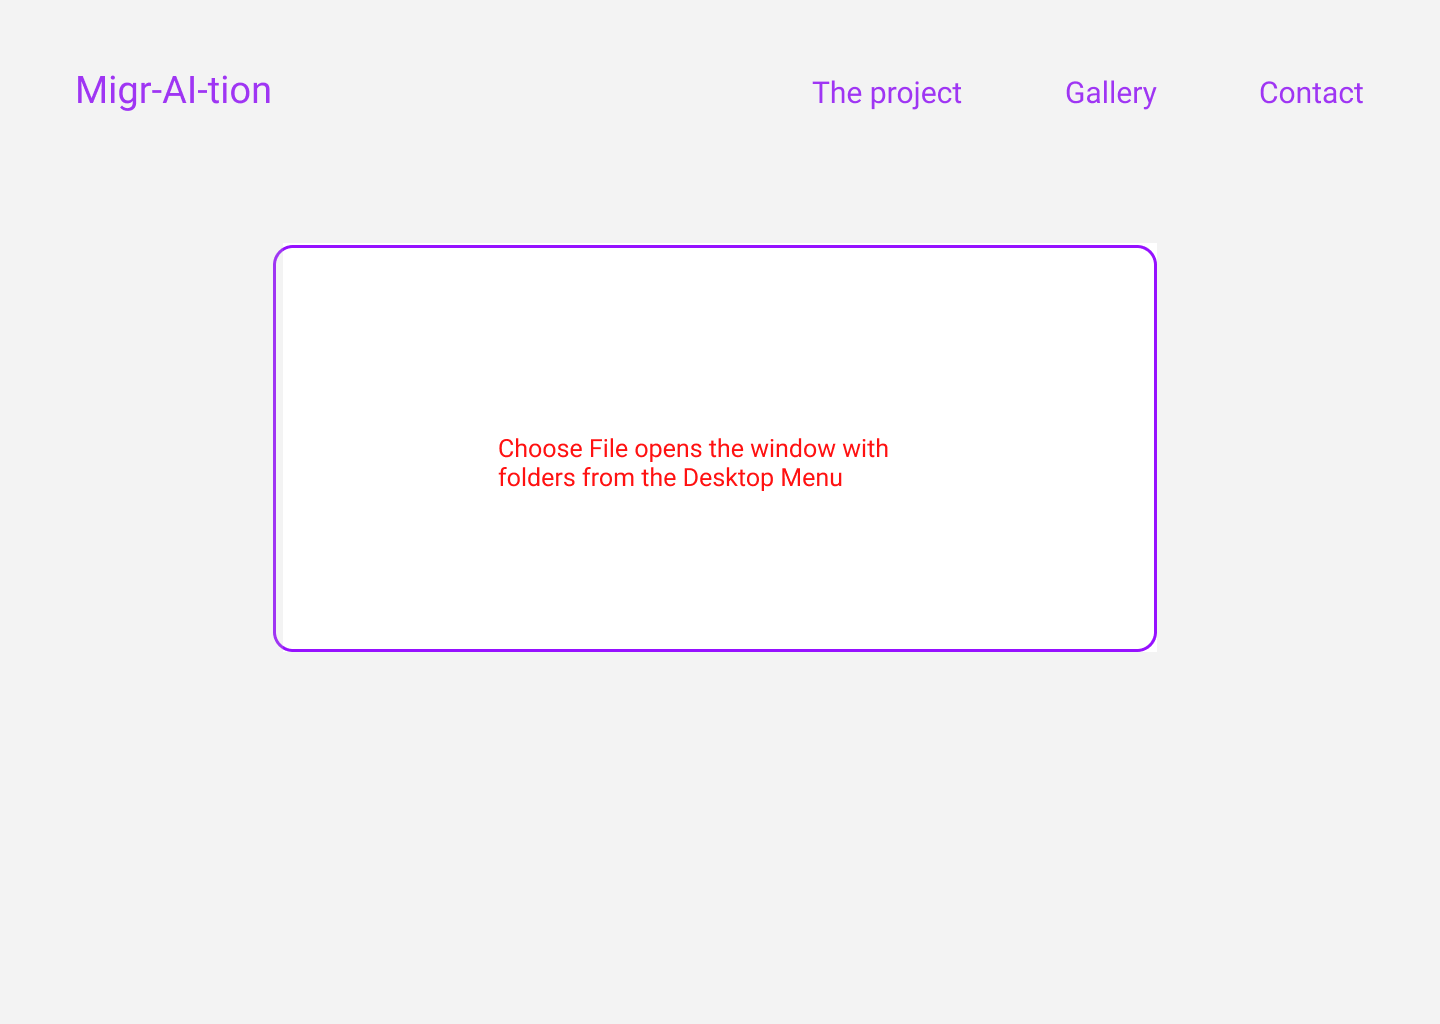 Migr-AI-tion
The project
Gallery
Contact
Choose File opens the window with
folders from the Desktop Menu